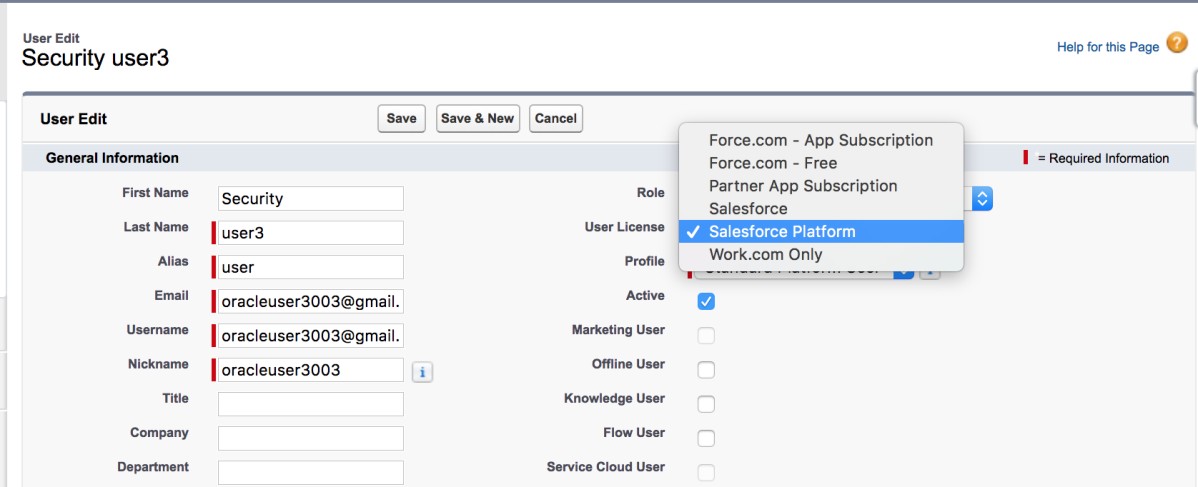 User Edit
Security user3
Help for this Page ?
User Edit
Save
Save & New
Cancel
General Information
= Required Information
First Name Security
Last Name user3
Alias user
Email oracleuser3003@gmail.
Username oracleuser3003@gmail.
Nickname oracleuser3003 i
Title
Company
Department
Role
User License
Force.com - App Subscription
Force.com - Free
Partner App Subscription
Salesforce
✓ Salesforce Platform
Work.com Only
Profile Standard Platform User i
Active
Marketing User
Offline User
Knowledge User
Flow User
Service Cloud User